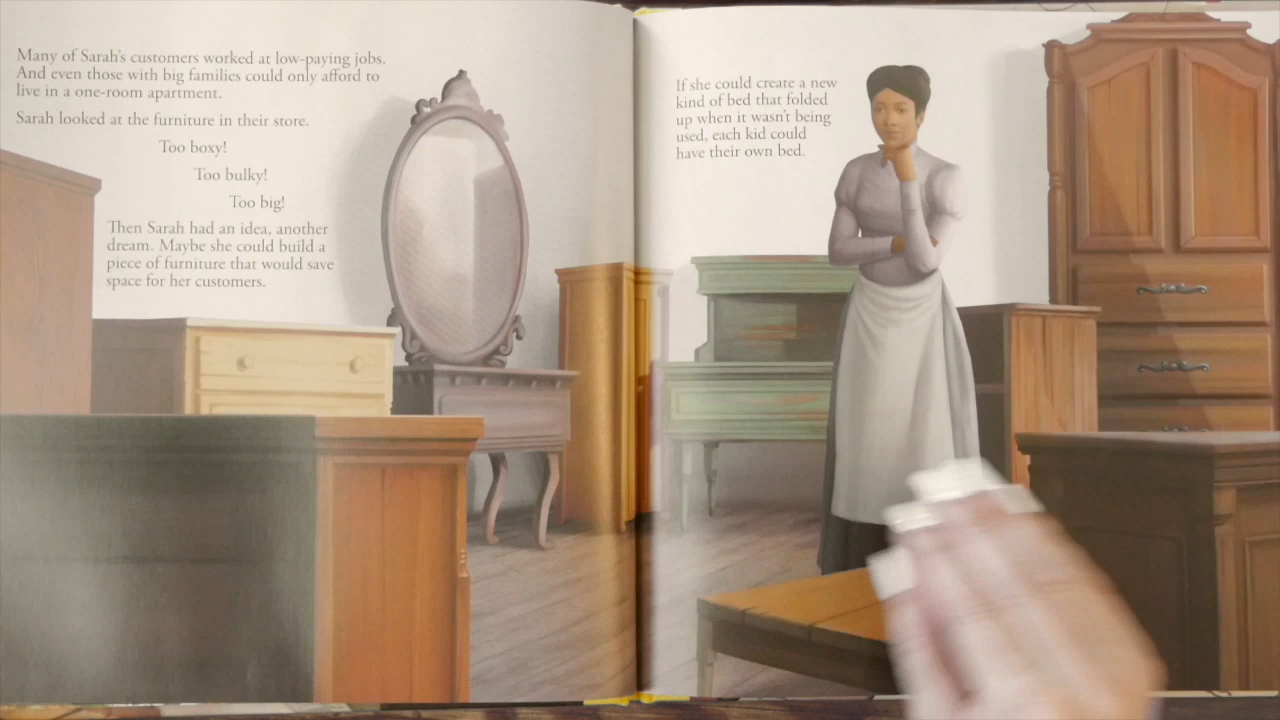 Many of Sarah's customers worked at low-paying jobs.
And even those with big families could only afford to
live in a one-room apartment.
Sarah looked at the furniture in their store.
Too boxy!
Too bulky!
Too big!
Then Sarah had an idea, another
dream. Maybe she could build a
piece of furniture that would save
space for her customers.
If she could create a new
kind of bed that folded
up when it wasn't being
used, each kid could
have their own bed.